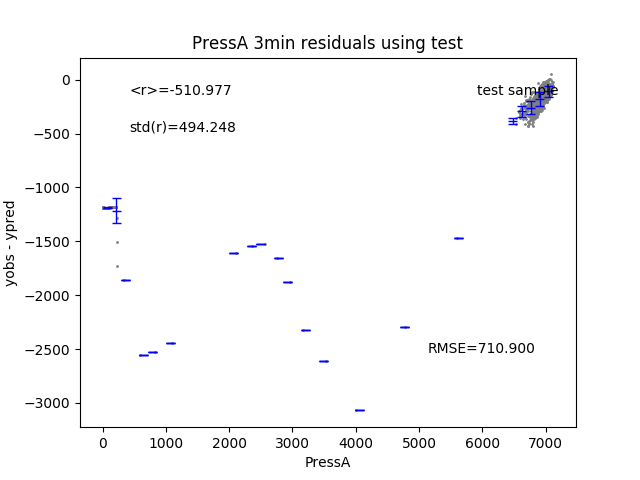 PressA 3min residuals using test
<r>=-510.977
test sample
std(r)=494.248
RMSE=710.900
yobs - ypred
0
−500
−1000
−1500
−2000
−2500
−3000
0 1000 2000 3000 4000 5000 6000 7000
PressA